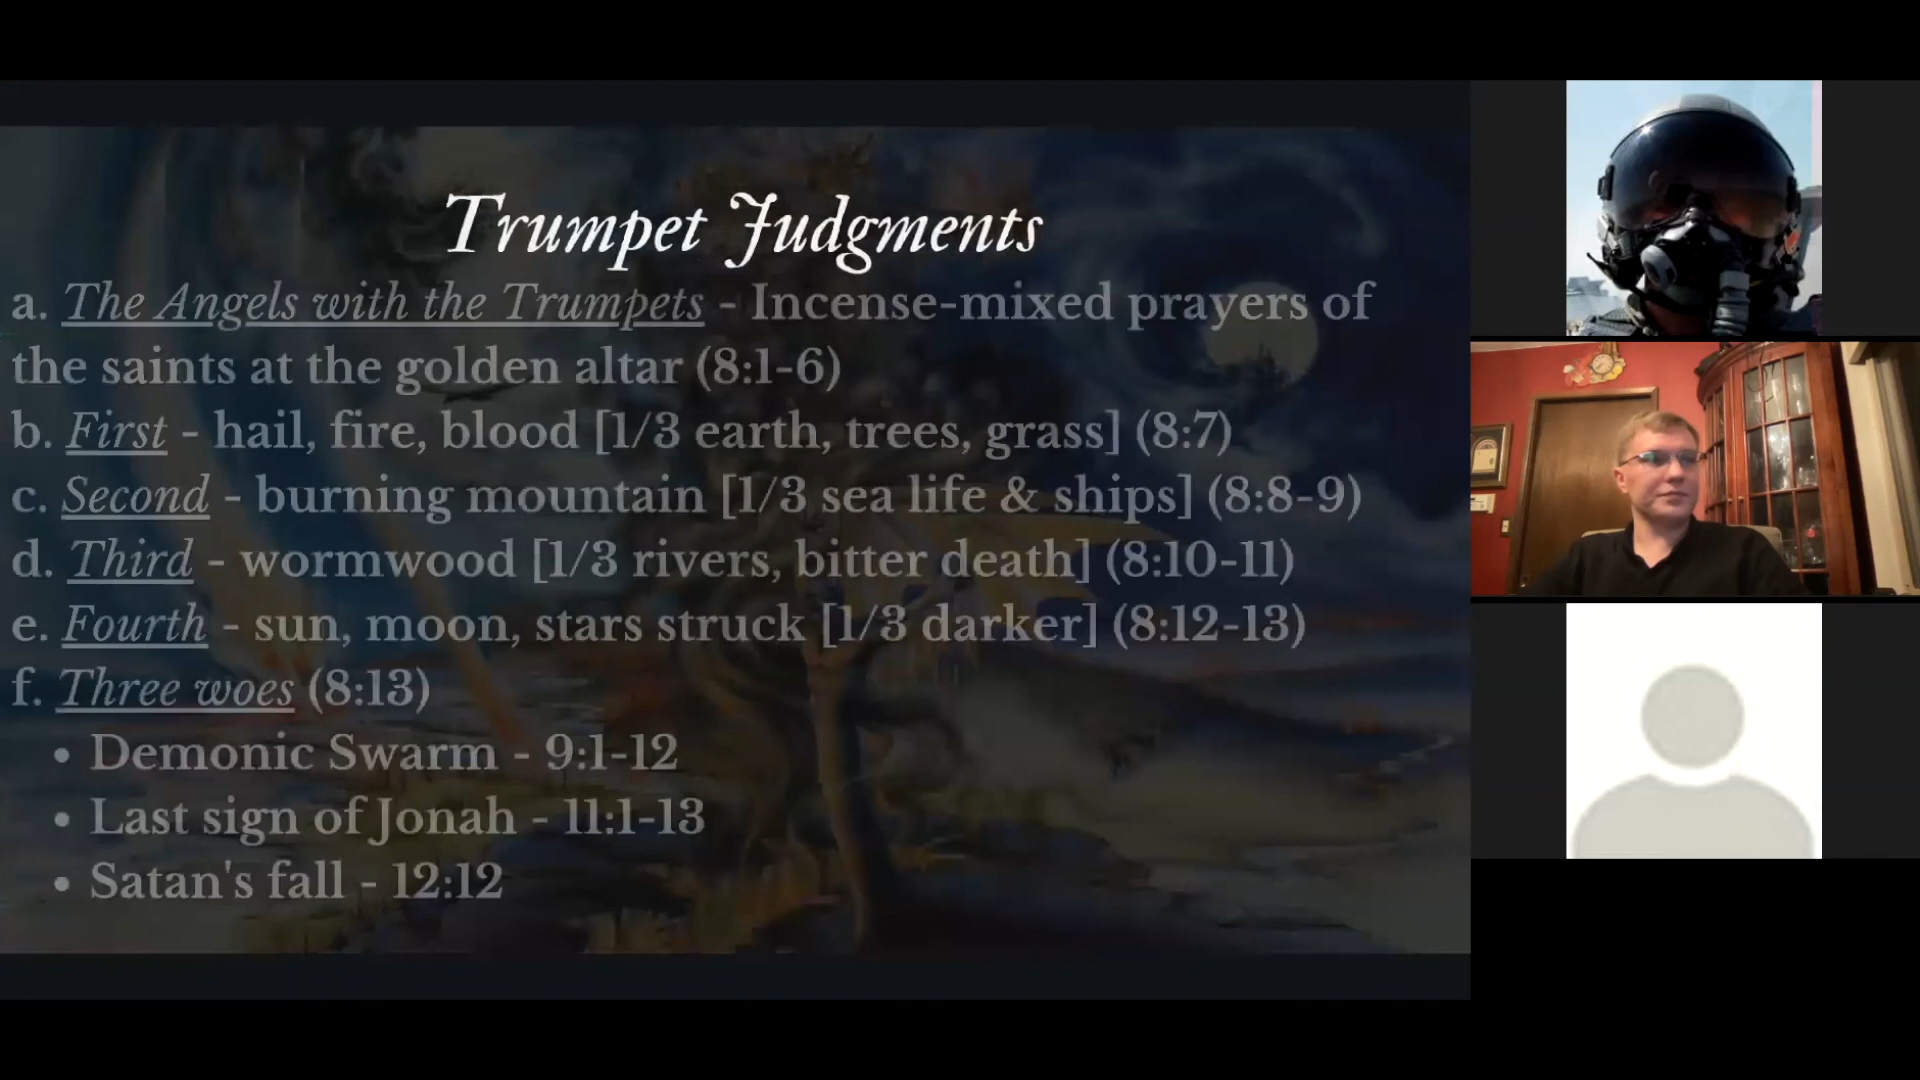 Trumpet Judgments
a. The Angels with the Trumpets - Incense-mixed prayers of
the saints at the golden altar (8:1-6)
b. First - hail, fire, blood [1/3 earth, trees, grass] (8:7)
c. Second - burning mountain [1/3 sea life & ships] (8:8-9)
d. Third - wormwood [1/3 rivers, bitter death] (8:10-11)
e. Fourth - sun, moon, stars struck [1/3 darker] (8:12-13)
f. Three woes (8:13)
• Demonic Swarm - 9:1-12
• Last sign of Jonah - 11:1-13
• Satan's fall - 12:12